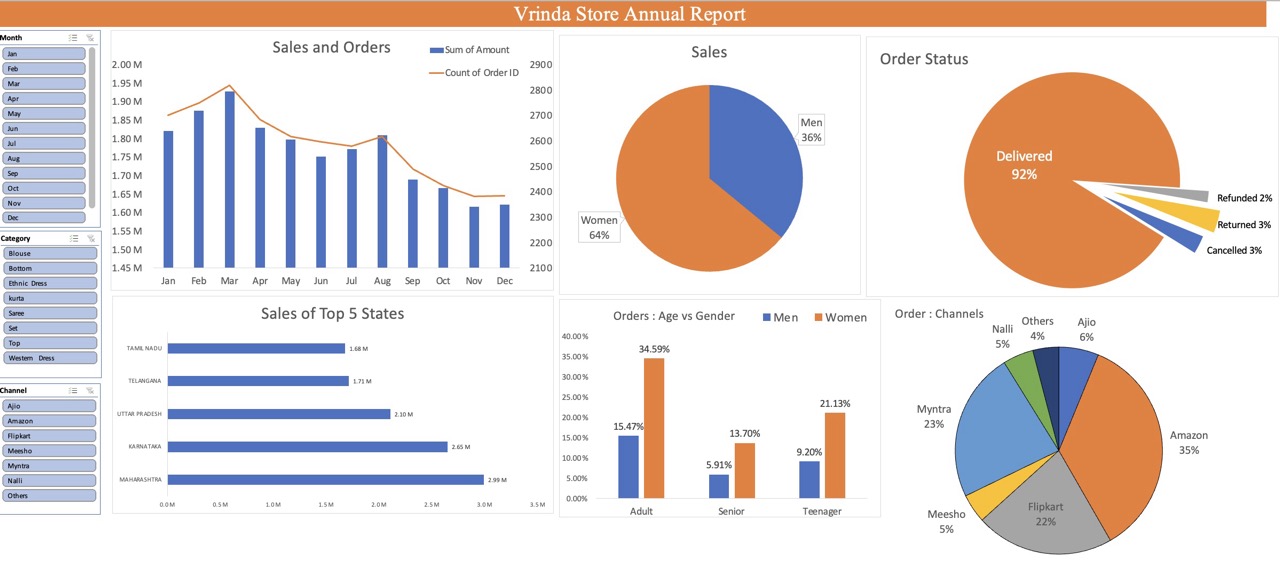 Vrinda Store Annual Report
Month
Jan
Feb
Mar
Apr
May
Jun
Jul
Aug
Sep
Oct
Nov
Dec
Category
Blouse
Bottom
Ethnic Dress
kurta
Saree
Set
Top
Western Dress
Channel
Ajio
Amazon
Flipkart
Meesho
Myntra
Nalli
Others
Sales and Orders
Sum of Amount
Count of Order ID
2.00 M
1.95 M
1.90 M
1.85 M
1.80 M
1.75 M
1.70 M
1.65 M
1.60 M
1.55 M
1.50 M
1.45 M
2900
2800
2700
2600
2500
2400
2300
2200
2100
Jan Feb Mar Apr May Jun Jul Aug Sep Oct Nov Dec
Sales
Men
36%
Women
64%
Order Status
Delivered
92%
Refunded 2%
Returned 3%
Cancelled 3%
Sales of Top 5 States
TAMIL NADU 1.68 M
TELANGANA 1.71 M
UTTAR PRADESH 2.10 M
KARNATAKA 2.65 M
MAHARASHTRA 2.99 M
0.0 M 0.5 M 1.0 M 1.5 M 2.0 M 2.5 M 3.0 M 3.5 M
Orders : Age vs Gender
Men Women
40.00%
35.00%
30.00%
25.00%
20.00%
15.00%
10.00%
5.00%
0.00%
15.47% 34.59%
5.91% 13.70%
9.20% 21.13%
Adult Senior Teenager
Order : Channels
Ajio
6%
Amazon
35%
Flipkart
22%
Meesho
5%
Myntra
23%
Nalli
5%
Others
4%